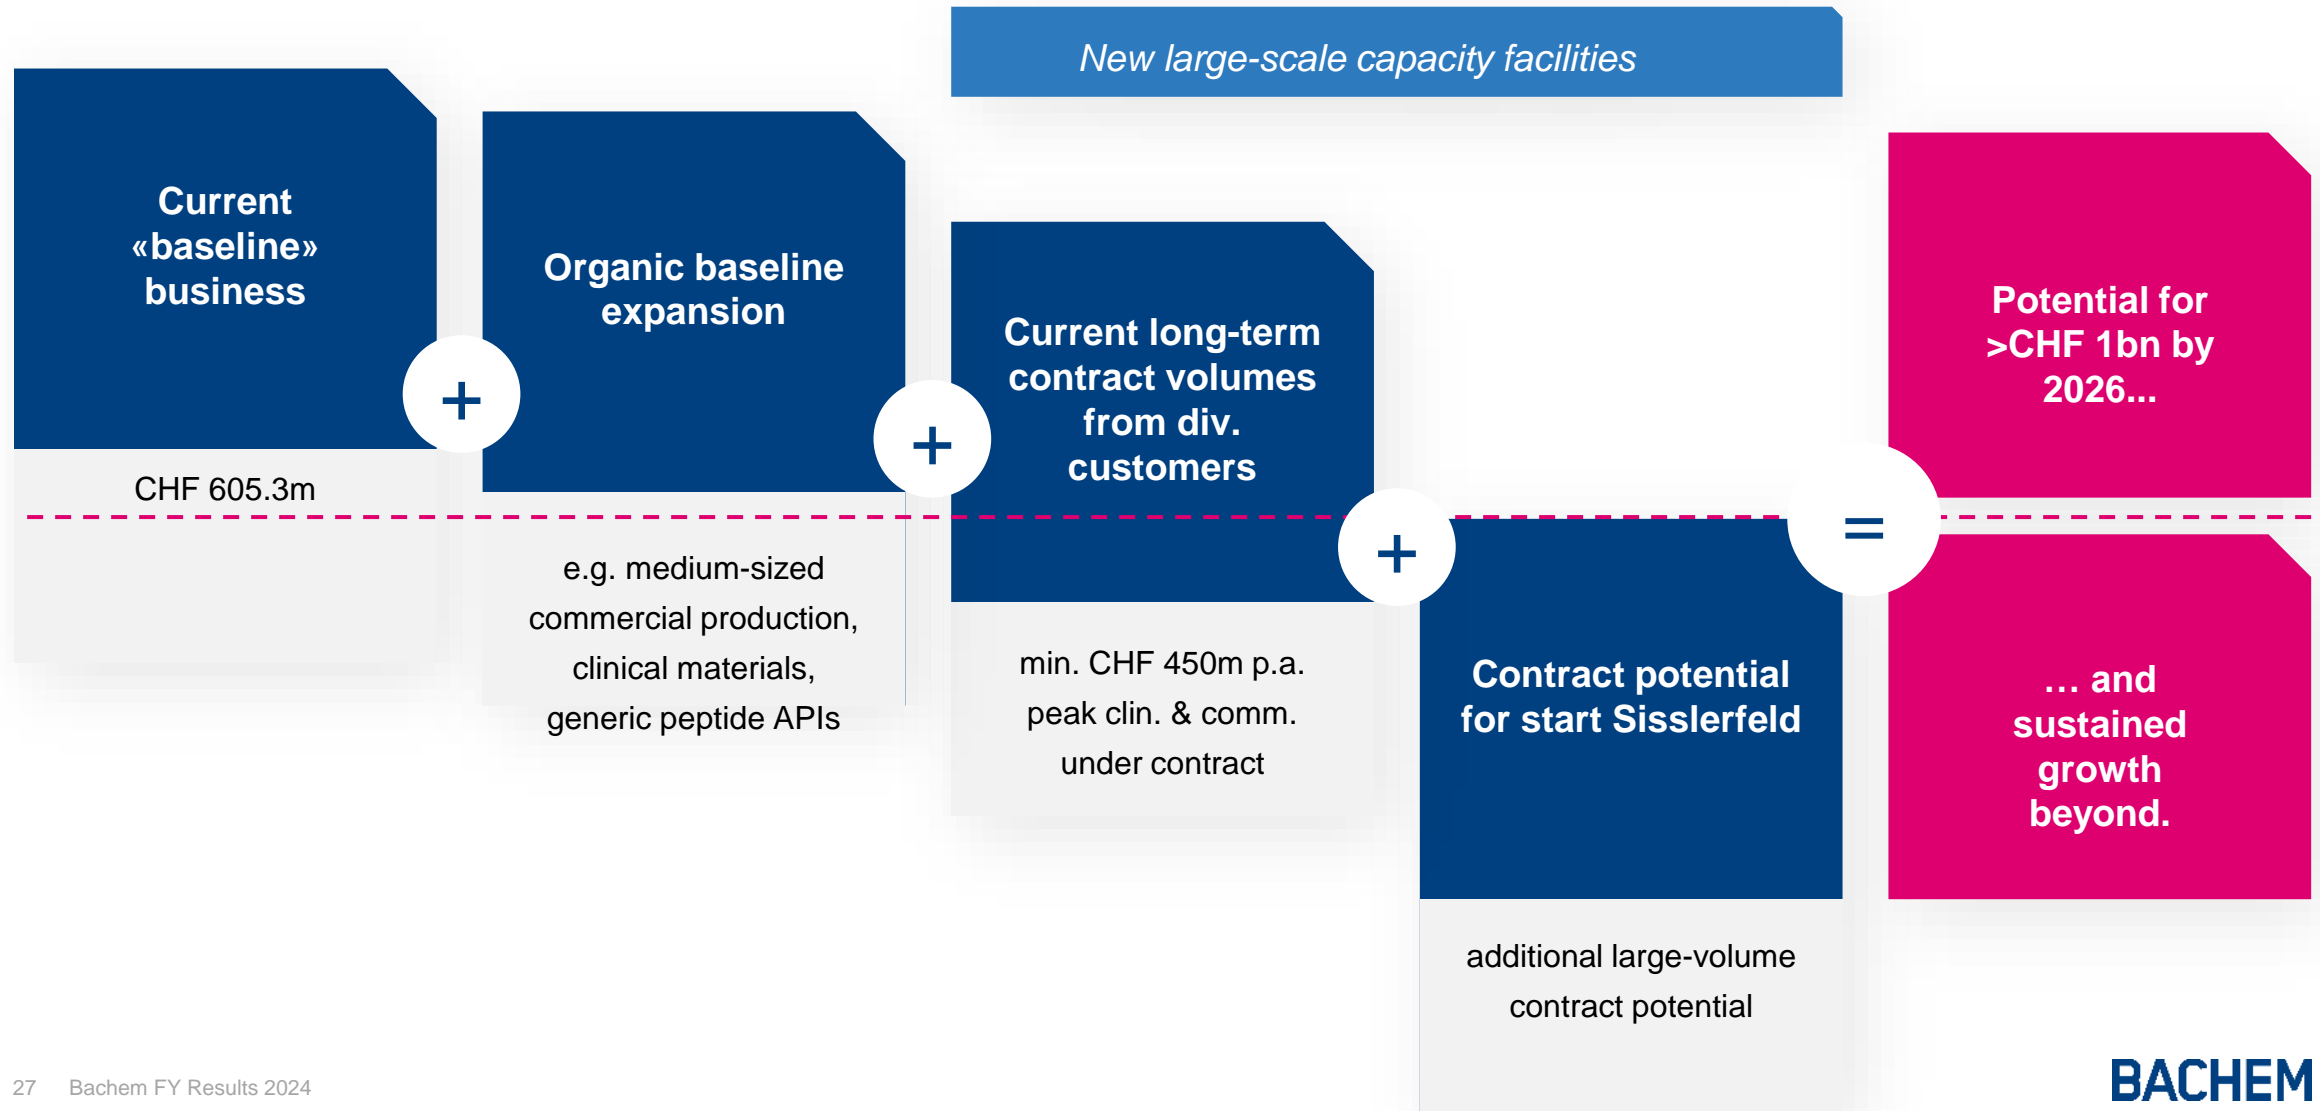 New large-scale capacity facilities
Current
«baseline»
business
CHF 605.3m
+
Organic baseline
expansion
e.g. medium-sized
commercial production,
clinical materials,
generic peptide APIs
+
Current long-term
contract volumes
from div.
customers
min. CHF 450m p.a.
peak clin. & comm.
under contract
+
Contract potential
for start Sisslerfeld
additional large-volume
contract potential
=
Potential for
>CHF 1bn by
2026...
… and
sustained
growth
beyond.
27 Bachem FY Results 2024
BACHEM